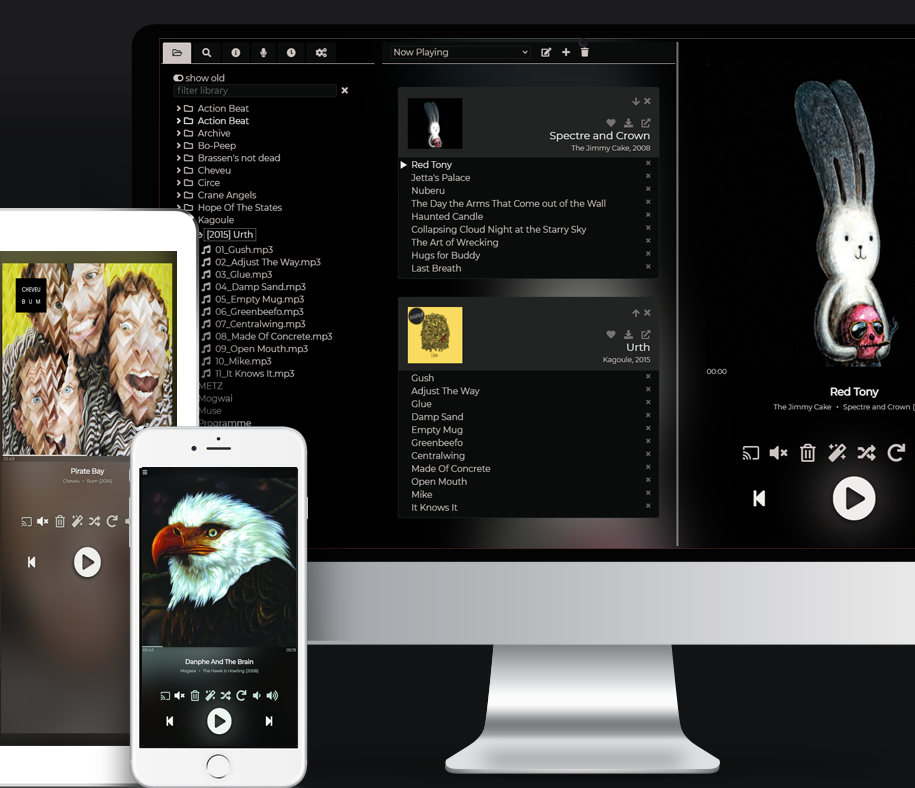 Now Playing
show old
filter library
Action Beat
Action Beat
Archive
Bo-Peep
Brassen's not dead
Cheveu
Circe
Crane Angels
Hope Of The States
Kagoule
[2015] Urth
01_Gush.mp3
02_Adjust The Way.mp3
03_Glue.mp3
04_Damp Sand.mp3
05_Empty Mug.mp3
06_Greenbeefo.mp3
07_Centralwing.mp3
08_Made Of Concrete.mp3
09_Open Mouth.mp3
10_Mike.mp3
11_It Knows It.mp3
METZ
Mogwai
Muse
Programme
Spectre and Crown
The Jimmy Cake, 2008
Red Tony
Jetta's Palace
Nuberu
The Day the Arms That Come out of the Wall
Haunted Candle
Collapsing Cloud Night at the Starry Sky
The Art of Wrecking
Hugs for Buddy
Last Breath
Urth
Kagoule, 2015
Gush
Adjust The Way
Glue
Damp Sand
Empty Mug
Greenbeefo
Centralwing
Made Of Concrete
Open Mouth
Mike
It Knows It
00:00
Red Tony
The Jimmy Cake • Spectre and Crown [
CHEVEU
BUM
Pirate Bay
Cheveu • Bum [2014]
00:43
05:19
Danphe And The Brain
Mogwai • The Hawk Is Howling [2008]